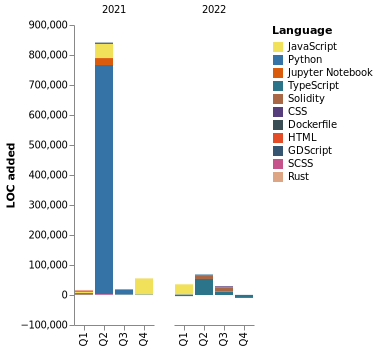 2021 2022
900,000
800,000
700,000
600,000
500,000
400,000
300,000
200,000
100,000
0
−100,000
LOC added
Q1 Q2 Q3 Q4 Q1 Q2 Q3 Q4
Language
JavaScript
Python
Jupyter Notebook
TypeScript
Solidity
CSS
Dockerfile
HTML
GDScript
SCSS
Rust